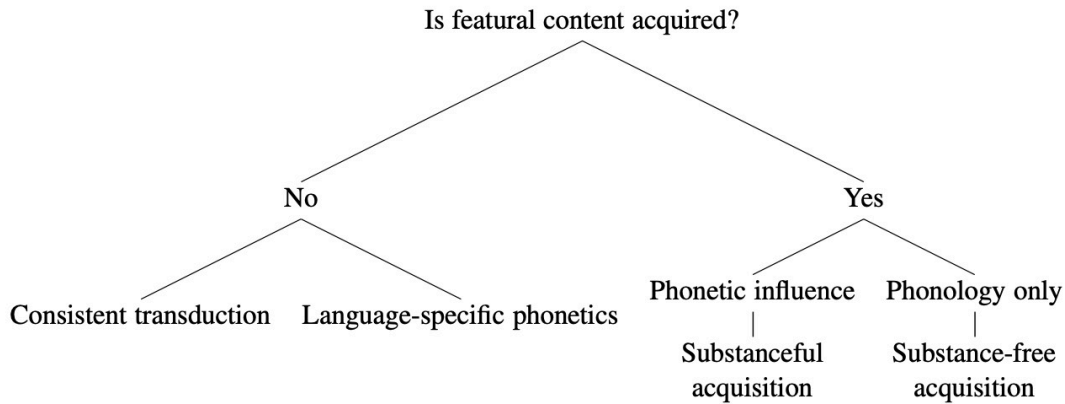 Is featural content acquired?
No
Yes
Consistent transduction
Language-specific phonetics
Phonetic influence
Phonology only
Substanceful
acquisition
Substance-free
acquisition